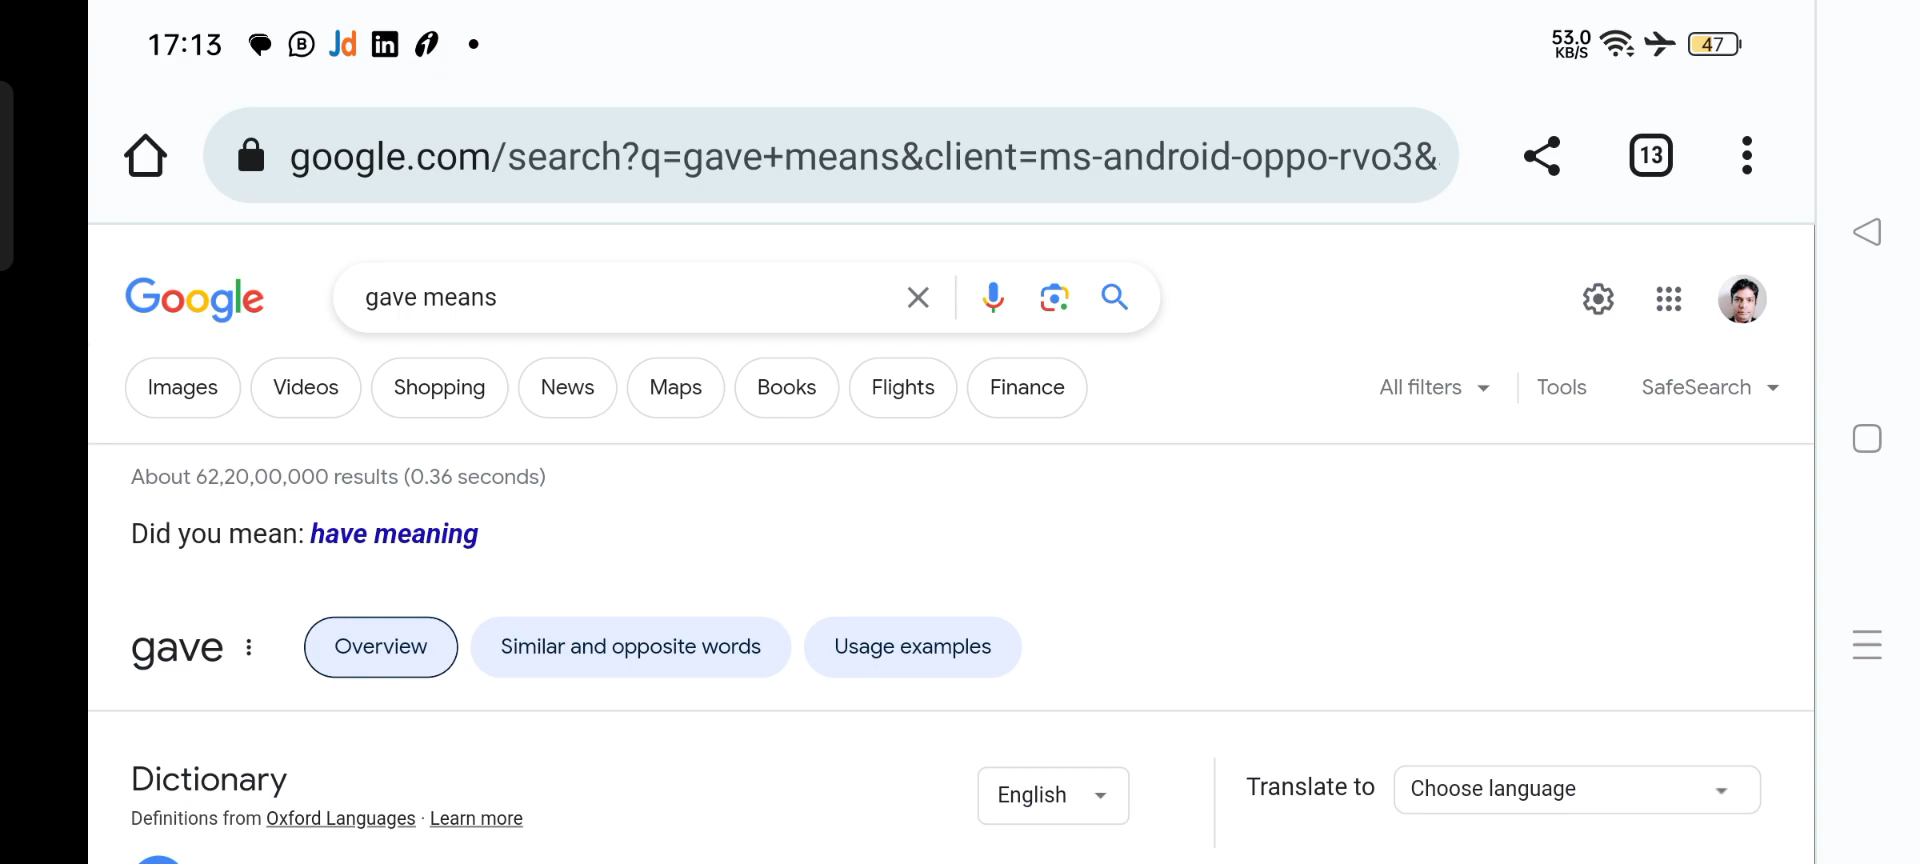 17:13 B Jd in 53.0 KB/S 47
google.com/search?q=gave+means&client=ms-android-oppo-rvo3& 13
Google gave means
Images Videos Shopping News Maps Books Flights Finance All filters Tools SafeSearch
About 62,20,00,000 results (0.36 seconds)
Did you mean: have meaning
gave Overview Similar and opposite words Usage examples
Dictionary English Translate to Choose language
Definitions from Oxford Languages · Learn more